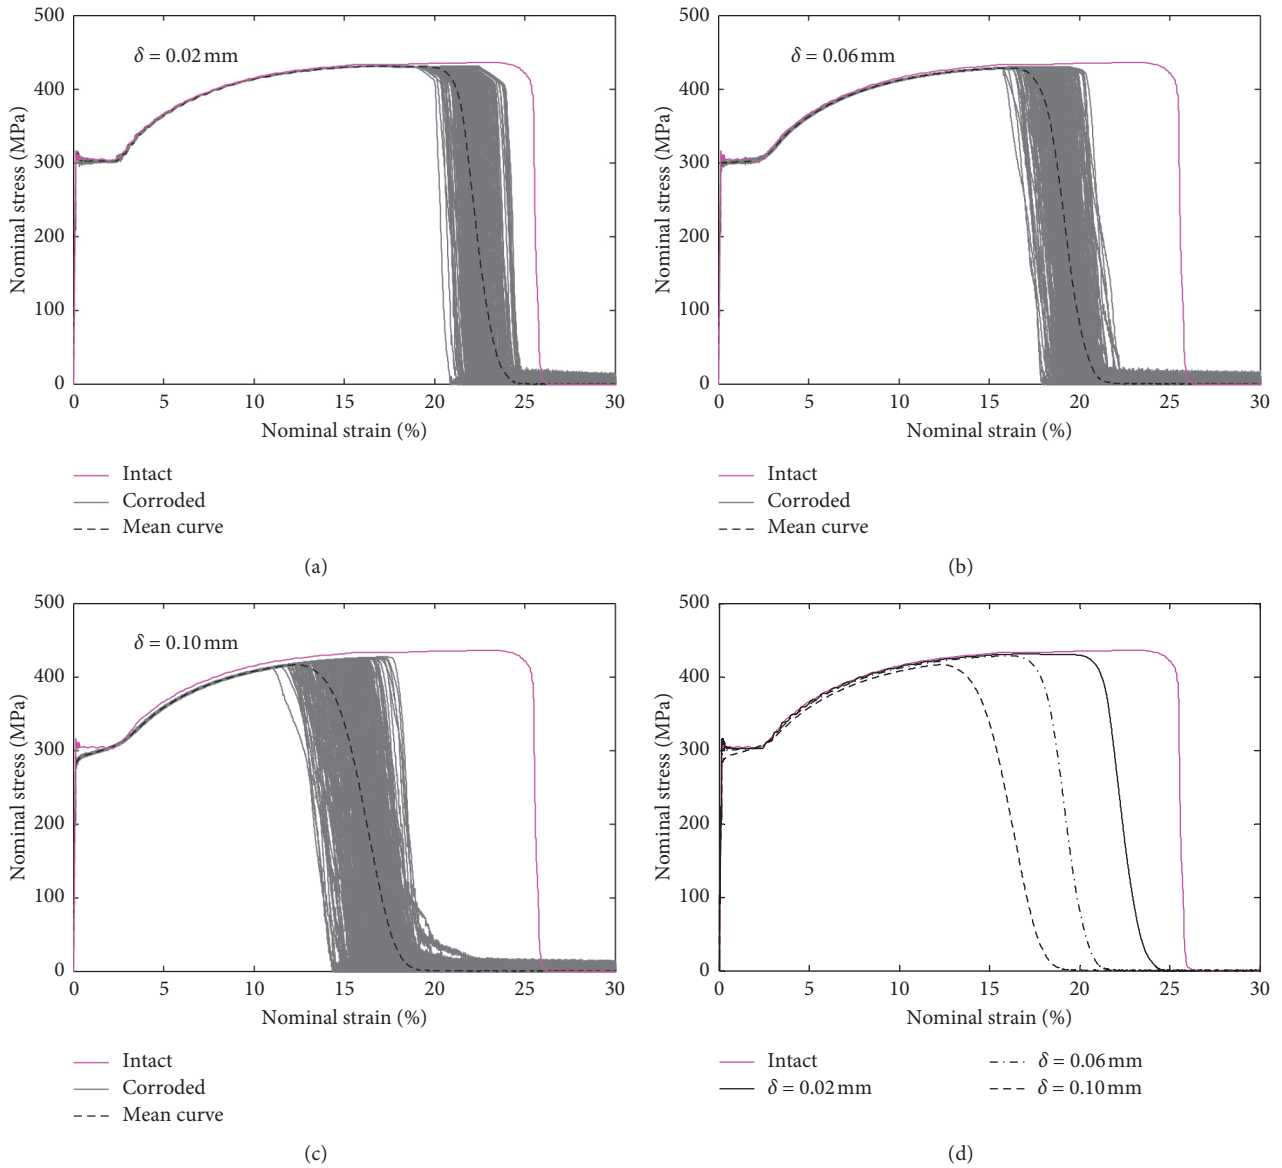 500
400
300
200
100
0
Nominal stress (MPa)
δ = 0.02 mm
0 5 10 15 20 25 30
Nominal strain (%)
Intact
Corroded
Mean curve
(a)
500
400
300
200
100
0
Nominal stress (MPa)
δ = 0.06 mm
0 5 10 15 20 25 30
Nominal strain (%)
Intact
Corroded
Mean curve
(b)
500
400
300
200
100
0
Nominal stress (MPa)
δ = 0.10 mm
0 5 10 15 20 25 30
Nominal strain (%)
Intact
Corroded
Mean curve
(c)
500
400
300
200
100
0
Nominal stress (MPa)
0 5 10 15 20 25 30
Nominal strain (%)
Intact
δ = 0.02 mm
δ = 0.06 mm
δ = 0.10 mm
(d)